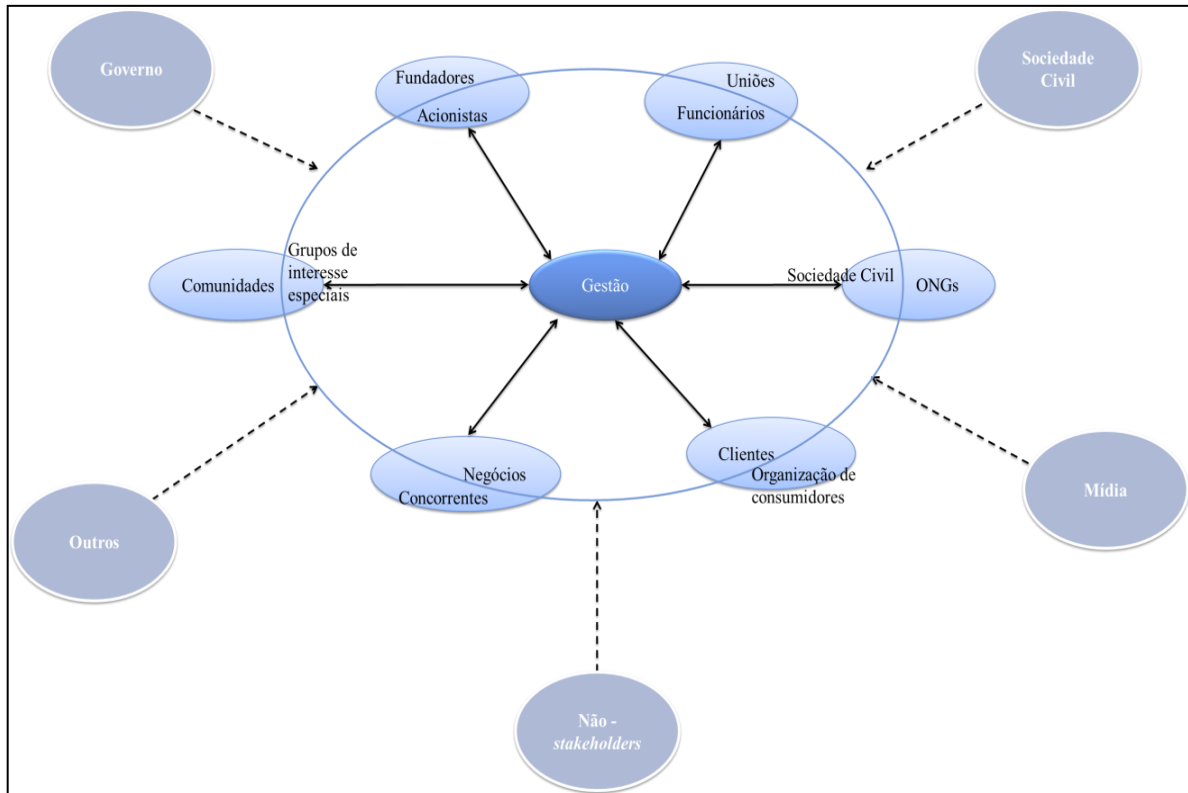 Governo
Fundadores
Acionistas
Uniões
Funcionários
Sociedade
Civil
Comunidades
Grupos de
interesse
especiais
Gestão
Sociedade Civil
ONGs
Negócios
Concorrentes
Clientes
Organização de
consumidores
Outros
Mídia
Não -
stakeholders